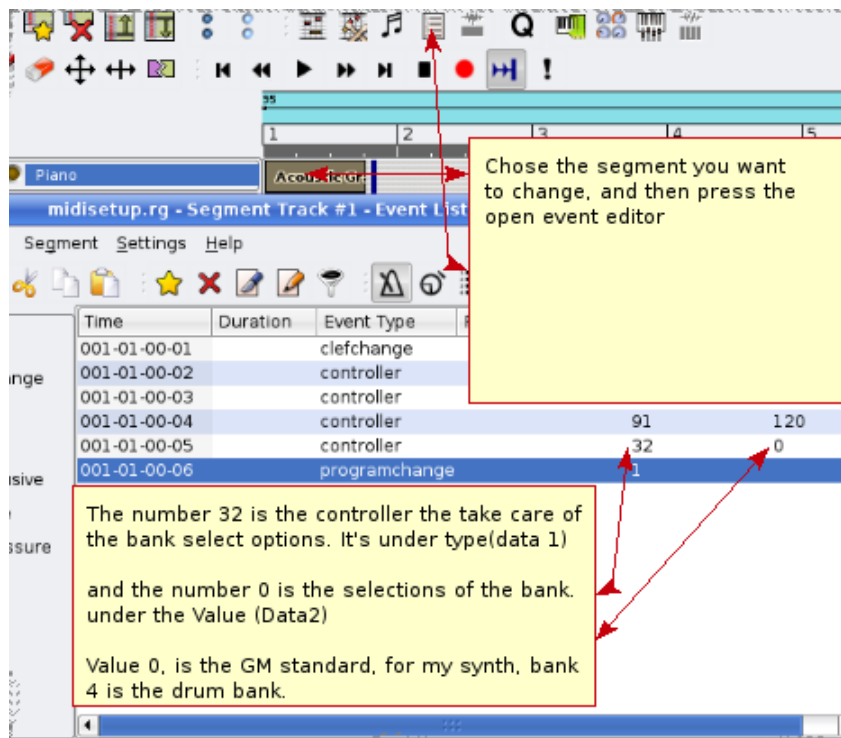 Q
!
95
1 2 3 4 5
Piano
Chose the segment you want
to change, and then press the
open event editor
midisetup.rg - Segment Track #1 - Event List
Segment Settings Help
Time Duration Event Type
001-01-00-01 clefchange
001-01-00-02 controller
001-01-00-03 controller
001-01-00-04 controller 91 120
001-01-00-05 controller 32 0
001-01-00-06 programchange 1
The number 32 is the controller the take care of
the bank select options. It's under type(data 1)
and the number 0 is the selections of the bank.
under the Value (Data2)
Value 0, is the GM standard, for my synth, bank
4 is the drum bank.